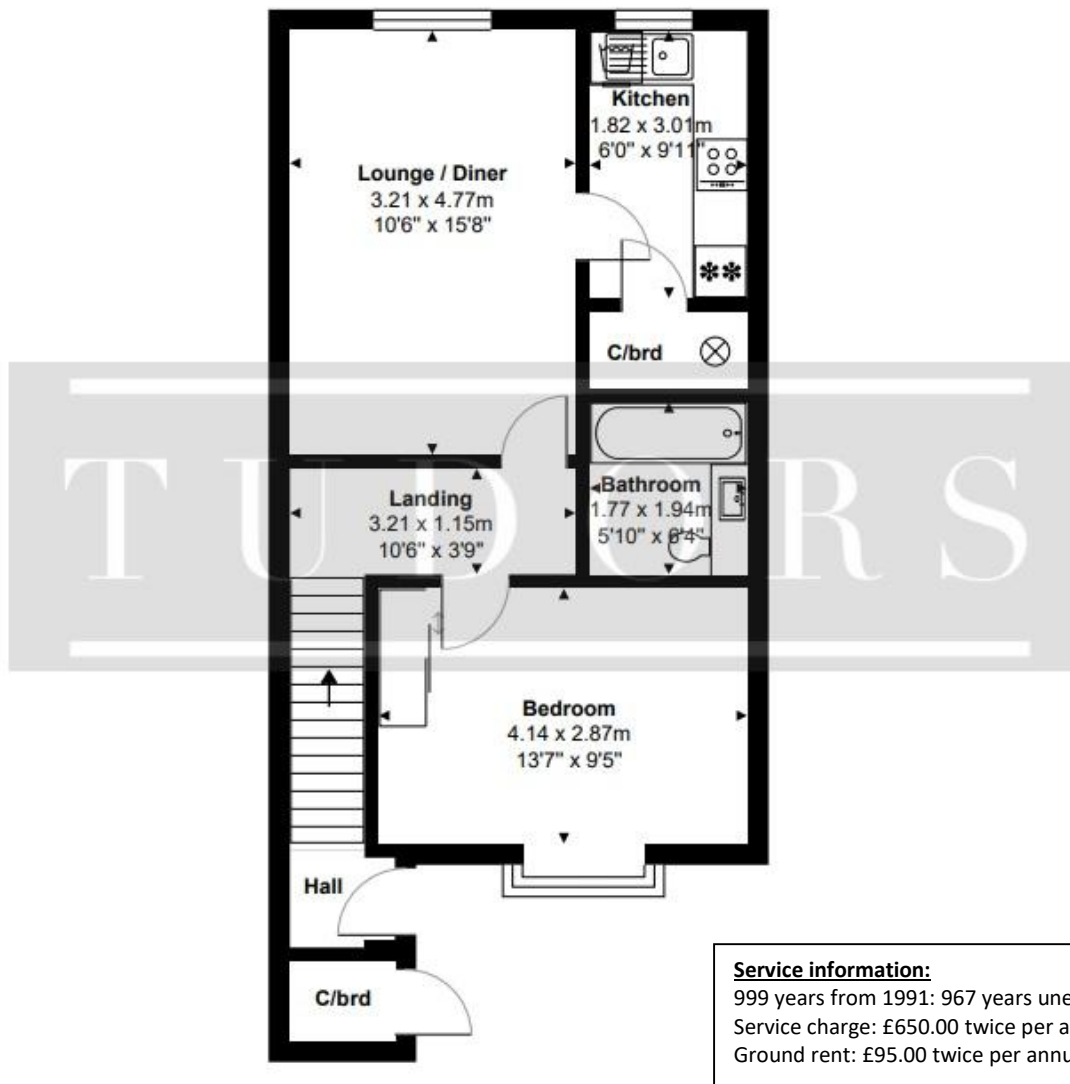 Kitchen
1.82 x 3.01m
6'0" x 9'11"
Lounge / Diner
3.21 x 4.77m
10'6" x 15'8"
C/brd
TUDORS
Bathroom
1.77 x 1.94m
5'10" x 6'4"
Landing
3.21 x 1.15m
10'6" x 3'9"
Bedroom
4.14 x 2.87m
13'7" x 9'5"
Hall
C/brd
Service information:
999 years from 1991: 967 years une
Service charge: £650.00 twice per a
Ground rent: £95.00 twice per annu